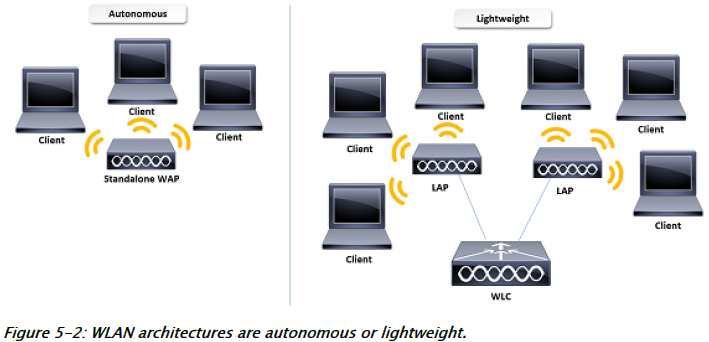 Autonomous
Client
Client
Client
Standalone WAP
Lightweight
Client
Client
Client
Client
Client
LAP
LAP
Client
Client
WLC
Figure 5-2: WLAN architectures are autonomous or lightweight.